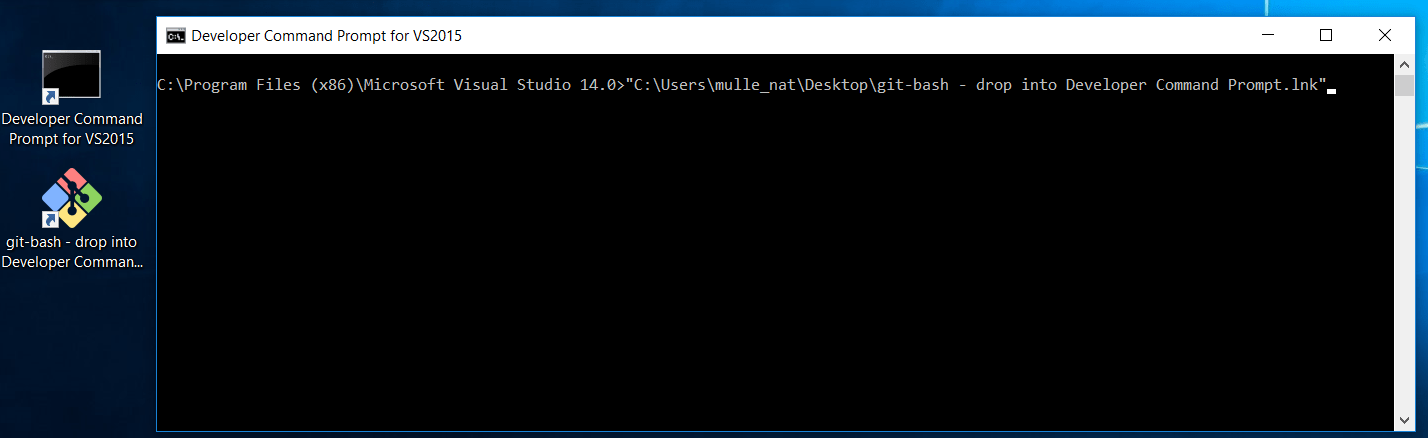 Developer Command Prompt for VS2015
C:\Program Files (x86)\Microsoft Visual Studio 14.0>"C:\Users\mulle_nat\Desktop\git-bash - drop into Developer Command Prompt.lnk"
Developer Command
Prompt for VS2015
git-bash - drop into
Developer Comman...